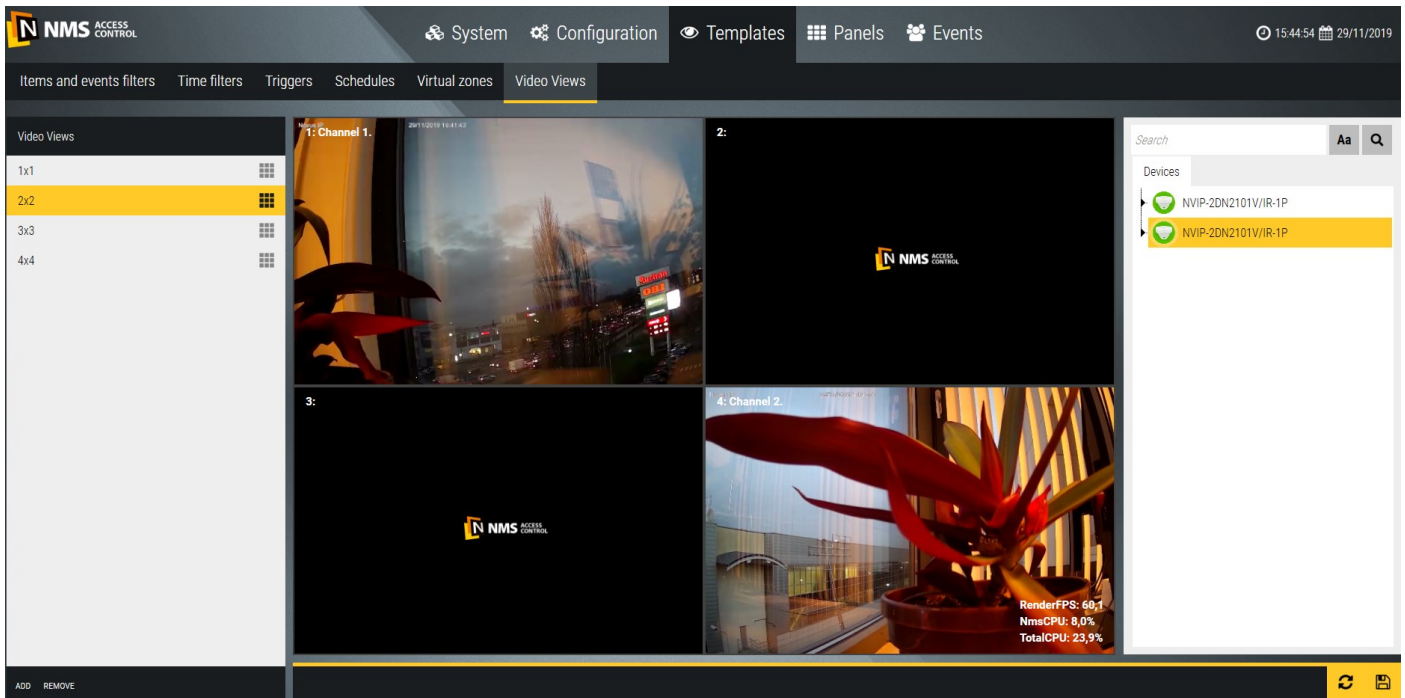 N NMS ACCESS CONTROL
System
Configuration
Templates
Panels
Events
15:44:54 29/11/2019
Items and events filters
Time filters
Triggers
Schedules
Virtual zones
Video Views
Video Views
1x1
2x2
3x3
4x4
1: Channel 1.
29/11/2019 16:41:43
2:
N NMS ACCESS CONTROL
3:
N NMS ACCESS CONTROL
4: Channel 2.
RenderFPS: 60,1
NmsCPU: 8,0%
TotalCPU: 23,9%
Search
Aa
Devices
NVIP-2DN2101V/IR-1P
NVIP-2DN2101V/IR-1P
ADD REMOVE